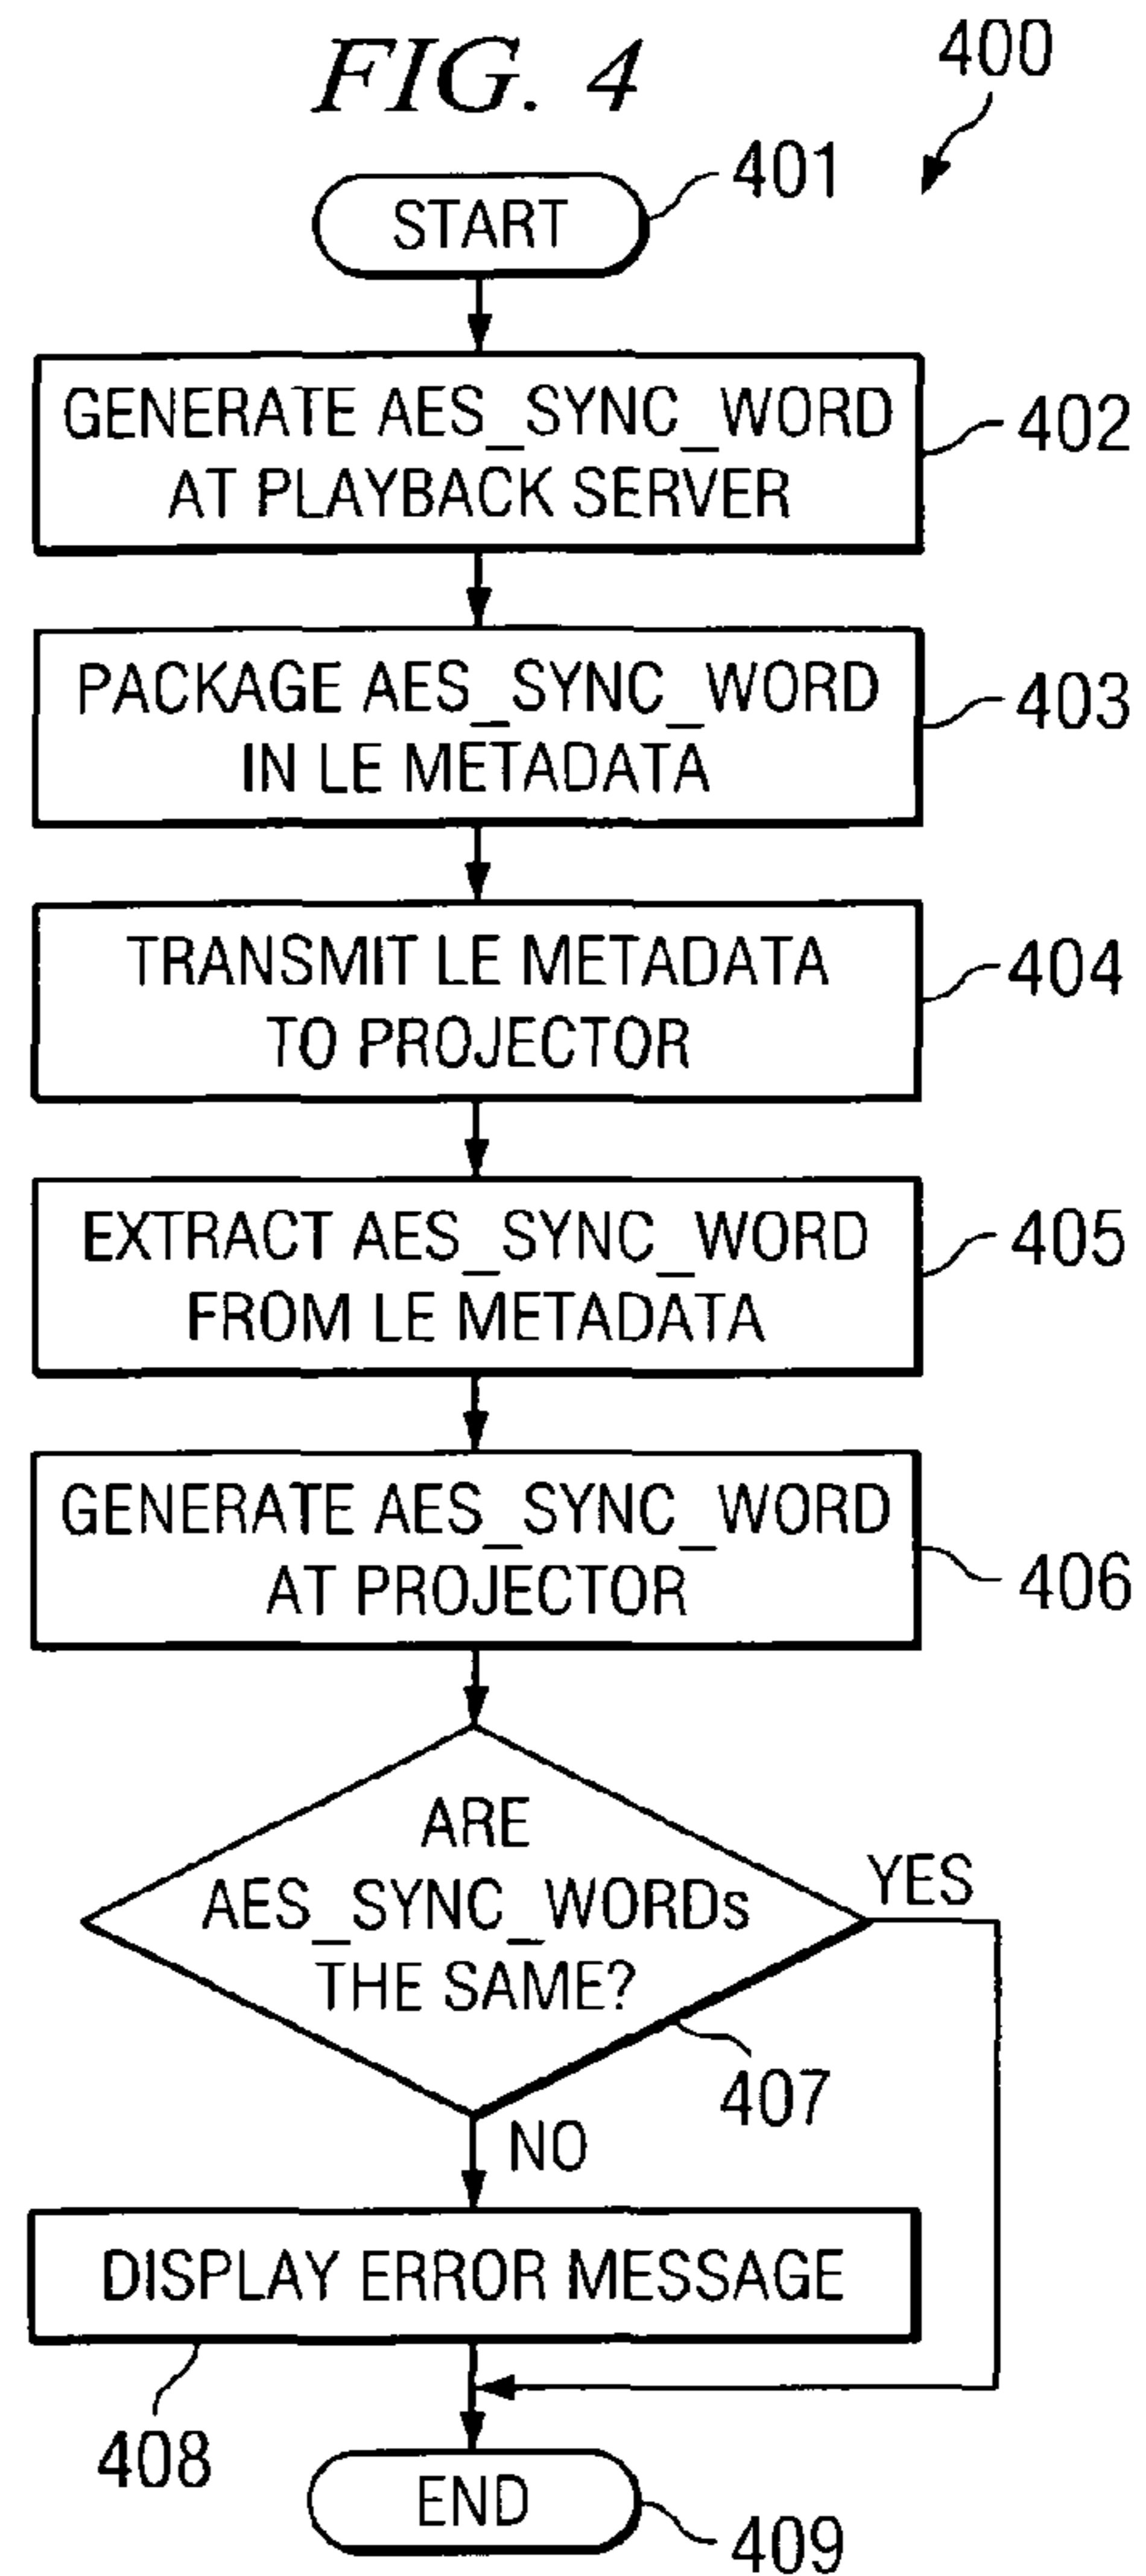 FIG. 4
400
START
401
GENERATE AES_SYNC_WORD
AT PLAYBACK SERVER
402
PACKAGE AES_SYNC_WORD
IN LE METADATA
403
TRANSMIT LE METADATA
TO PROJECTOR
404
EXTRACT AES_SYNC_WORD
FROM LE METADATA
405
GENERATE AES_SYNC_WORD
AT PROJECTOR
406
ARE
AES_SYNC_WORDs
THE SAME?
YES
407
NO
DISPLAY ERROR MESSAGE
408
END
409